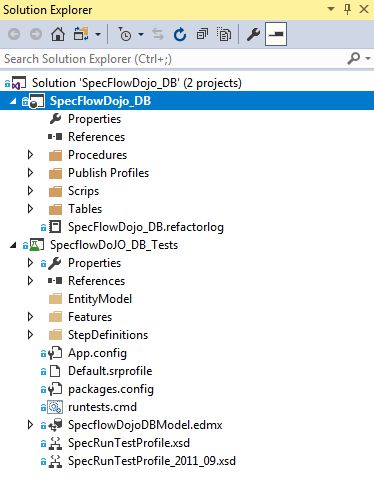 Solution Explorer
Search Solution Explorer (Ctrl+;)
Solution 'SpecFlowDojo_DB' (2 projects)
SpecFlowDojo_DB
Properties
References
Procedures
Publish Profiles
Scrips
Tables
SpecFlowDojo_DB.refactorlog
SpecflowDoJO_DB_Tests
Properties
References
EntityModel
Features
StepDefinitions
App.config
Default.srprofile
packages.config
runtests.cmd
SpecflowDojoDBModel.edmx
SpecRunTestProfile.xsd
SpecRunTestProfile_2011_09.xsd